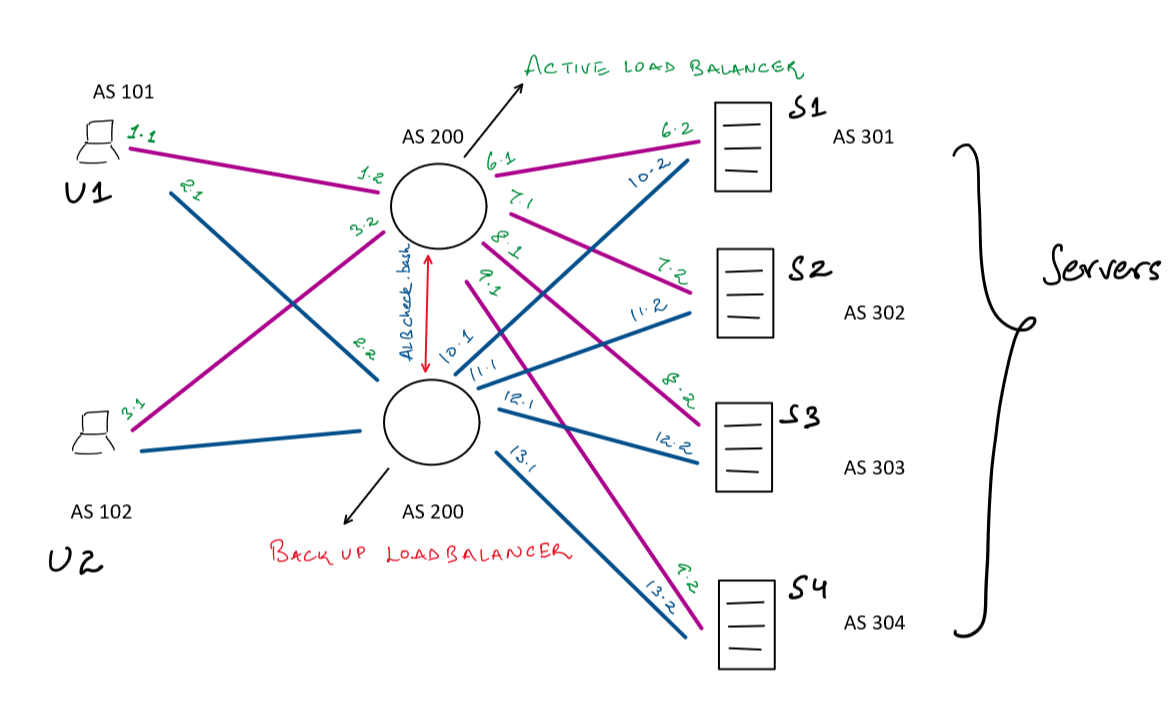 ACTIVE LOAD BALANCER
AS 101
1.1
U1
2.1
1.2
AS 200
6.1
6.2
S1
AS 301
10.2
7.1
3.2
8.1
9.1
7.2
S2
AS 302
11.2
Servers
ALBcheck.bash
2.2
10.1
11.1
12.1
3.1
8.2
S3
12.2
AS 303
13.1
AS 102
U2
AS 200
BACK UP LOADBALANCER
9.2
13.2
S4
AS 304